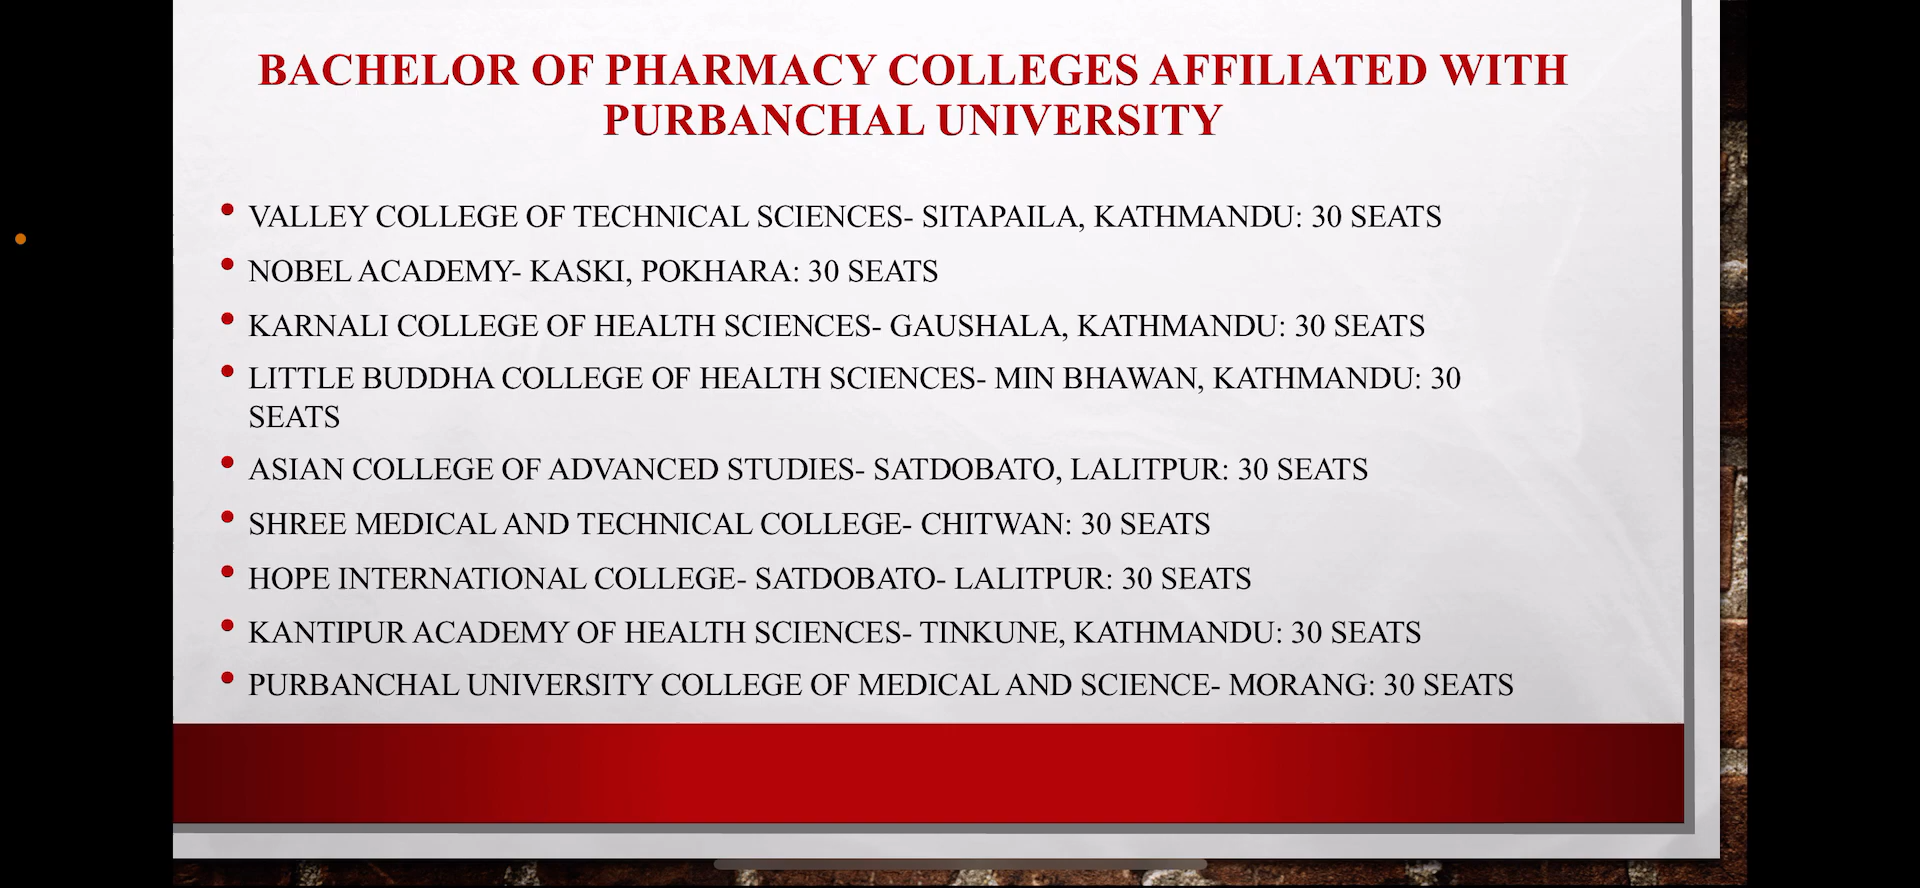 BACHELOR OF PHARMACY COLLEGES AFFILIATED WITH
PURBANCHAL UNIVERSITY
• VALLEY COLLEGE OF TECHNICAL SCIENCES- SITAPAILA, KATHMANDU: 30 SEATS
• NOBEL ACADEMY- KASKI, POKHARA: 30 SEATS
• KARNALI COLLEGE OF HEALTH SCIENCES- GAUSHALA, KATHMANDU: 30 SEATS
• LITTLE BUDDHA COLLEGE OF HEALTH SCIENCES- MIN BHAWAN, KATHMANDU: 30
SEATS
• ASIAN COLLEGE OF ADVANCED STUDIES- SATDOBATO, LALITPUR: 30 SEATS
• SHREE MEDICAL AND TECHNICAL COLLEGE- CHITWAN: 30 SEATS
• HOPE INTERNATIONAL COLLEGE- SATDOBATO- LALITPUR: 30 SEATS
• KANTIPUR ACADEMY OF HEALTH SCIENCES- TINKUNE, KATHMANDU: 30 SEATS
• PURBANCHAL UNIVERSITY COLLEGE OF MEDICAL AND SCIENCE- MORANG: 30 SEATS